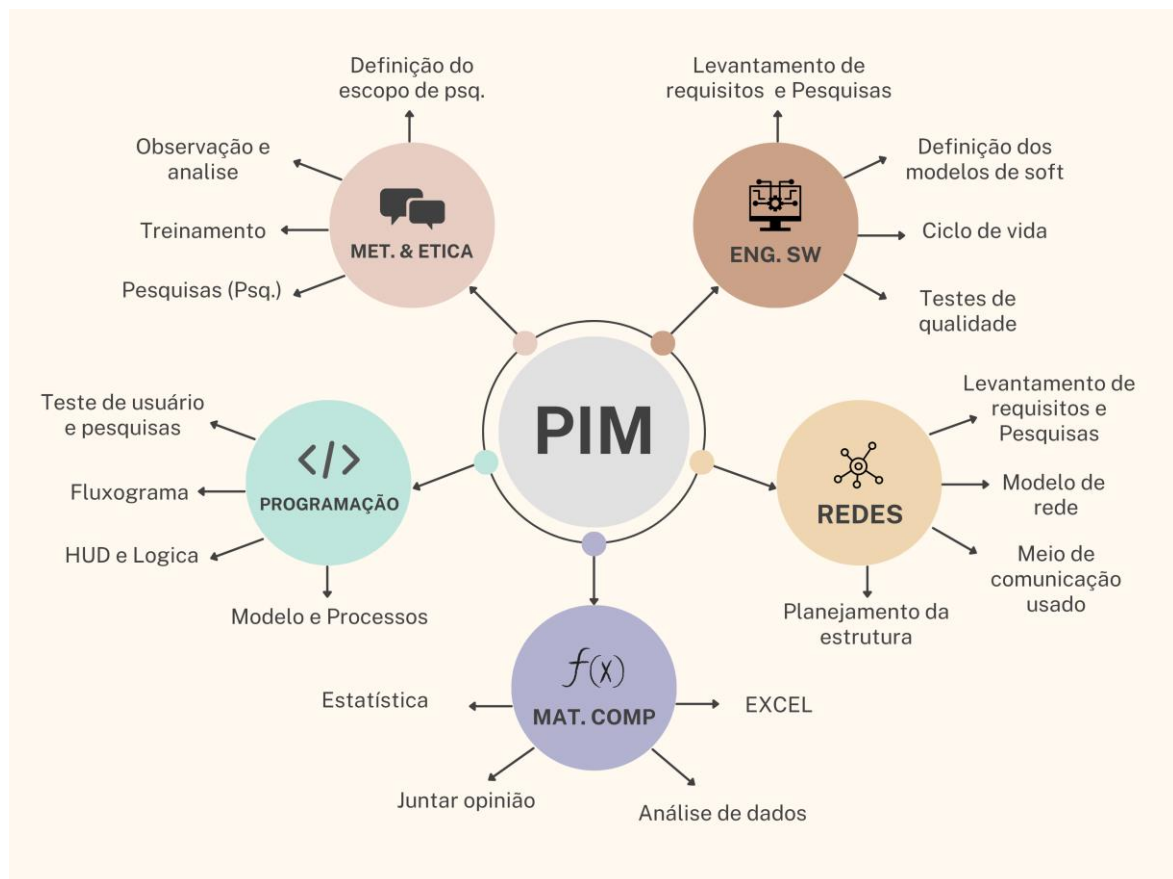 Definição do
escopo de psq.
Observação e
analise
Treinamento
Pesquisas (Psq.)
MET. & ETICA
Levantamento de
requisitos e Pesquisas
Definição dos
modelos de soft
Ciclo de vida
Testes de
qualidade
ENG. SW
PIM
Teste de usuário
e pesquisas
Fluxograma
HUD e Logica
Modelo e Processos
</>
PROGRAMAÇÃO
Levantamento de
requisitos e
Pesquisas
Modelo de
rede
Meio de
comunicação
usado
Planejamento da
estrutura
REDES
f(x)
MAT. COMP
Estatística
EXCEL
Juntar opinião
Análise de dados